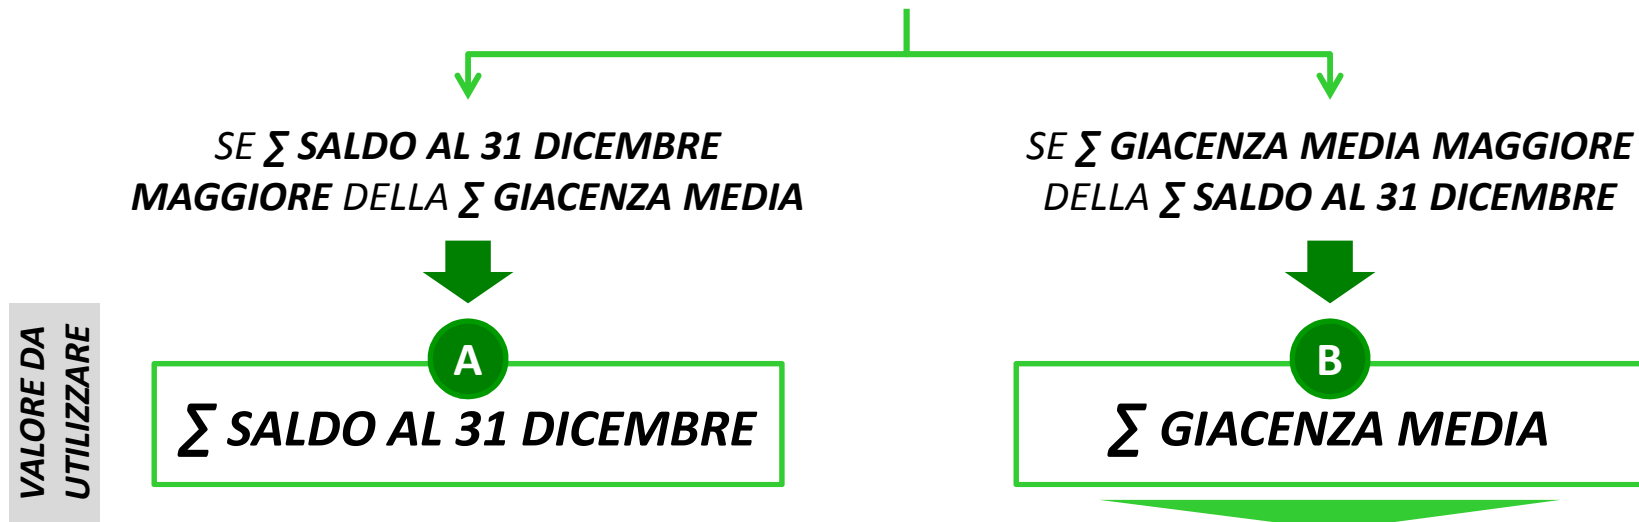 SE ∑ SALDO AL 31 DICEMBRE
MAGGIORE DELLA ∑ GIACENZA MEDIA
SE ∑ GIACENZA MEDIA MAGGIORE
DELLA ∑ SALDO AL 31 DICEMBRE
VALORE DA
UTILIZZARE
A
∑ SALDO AL 31 DICEMBRE
B
∑ GIACENZA MEDIA